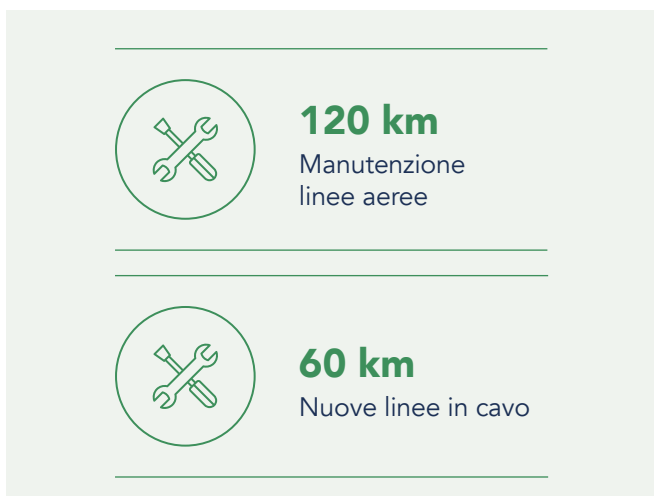 120 km
Manutenzione
linee aeree
60 km
Nuove linee in cavo